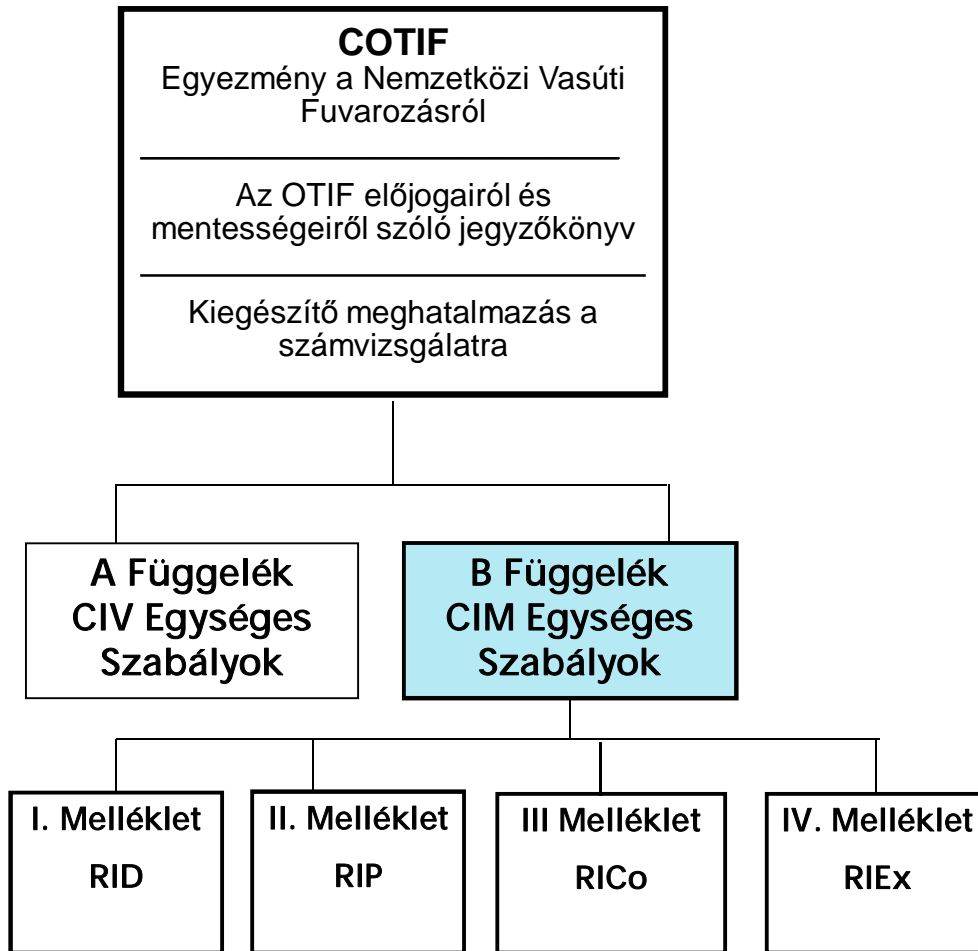 COTIF
Egyezmény a Nemzetközi Vasúti
Fuvarozásról
Az OTIF előjogairól és
mentességeiről szóló jegyzőkönyv
Kiegészítő meghatalmazás a
számvizsgálatra
A Függelék
CIV Egységes
Szabályok
B Függelék
CIM Egységes
Szabályok
I. Melléklet
RID
II. Melléklet
RIP
III Melléklet
RICo
IV. Melléklet
RIEx